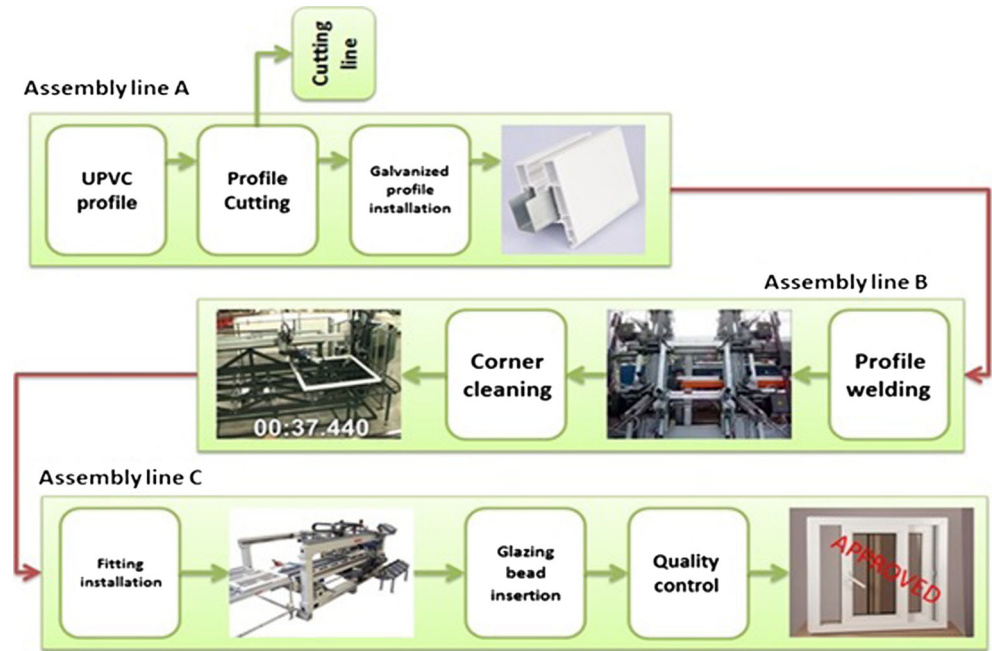 Cutting
line
Assembly line A
UPVC
profile
Profile
Cutting
Galvanized
profile
installation
Assembly line B
00:37.440
Corner
cleaning
Profile
welding
Assembly line C
Fitting
installation
Glazing
bead
insertion
Quality
control
APPROVED